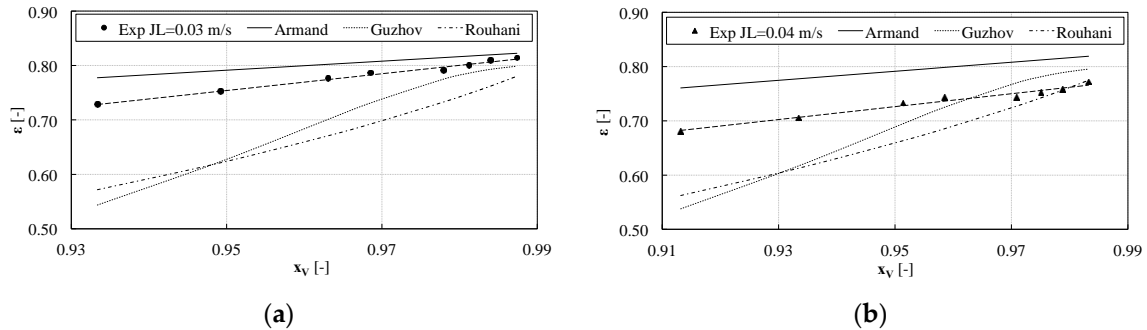 0.90
Exp JL=0.03 m/s Armand Guzhov Rouhani
0.80
0.70
0.60
0.50
ε [-]
0.93 0.95 0.97 0.99
xV [-]
(a)
0.90
Exp JL=0.04 m/s Armand Guzhov Rouhani
0.80
0.70
0.60
0.50
ε [-]
0.91 0.93 0.95 0.97 0.99
xV [-]
(b)